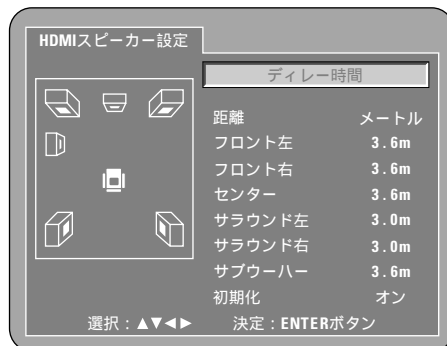 HDMIスピーカー設定
ディレー時間
距離 メートル
フロント左 3.6m
フロント右 3.6m
センター 3.6m
サラウンド左 3.0m
サラウンド右 3.0m
サブウーハー 3.6m
初期化 オン
選択:▲▼◀▶ 決定:ENTERボタン